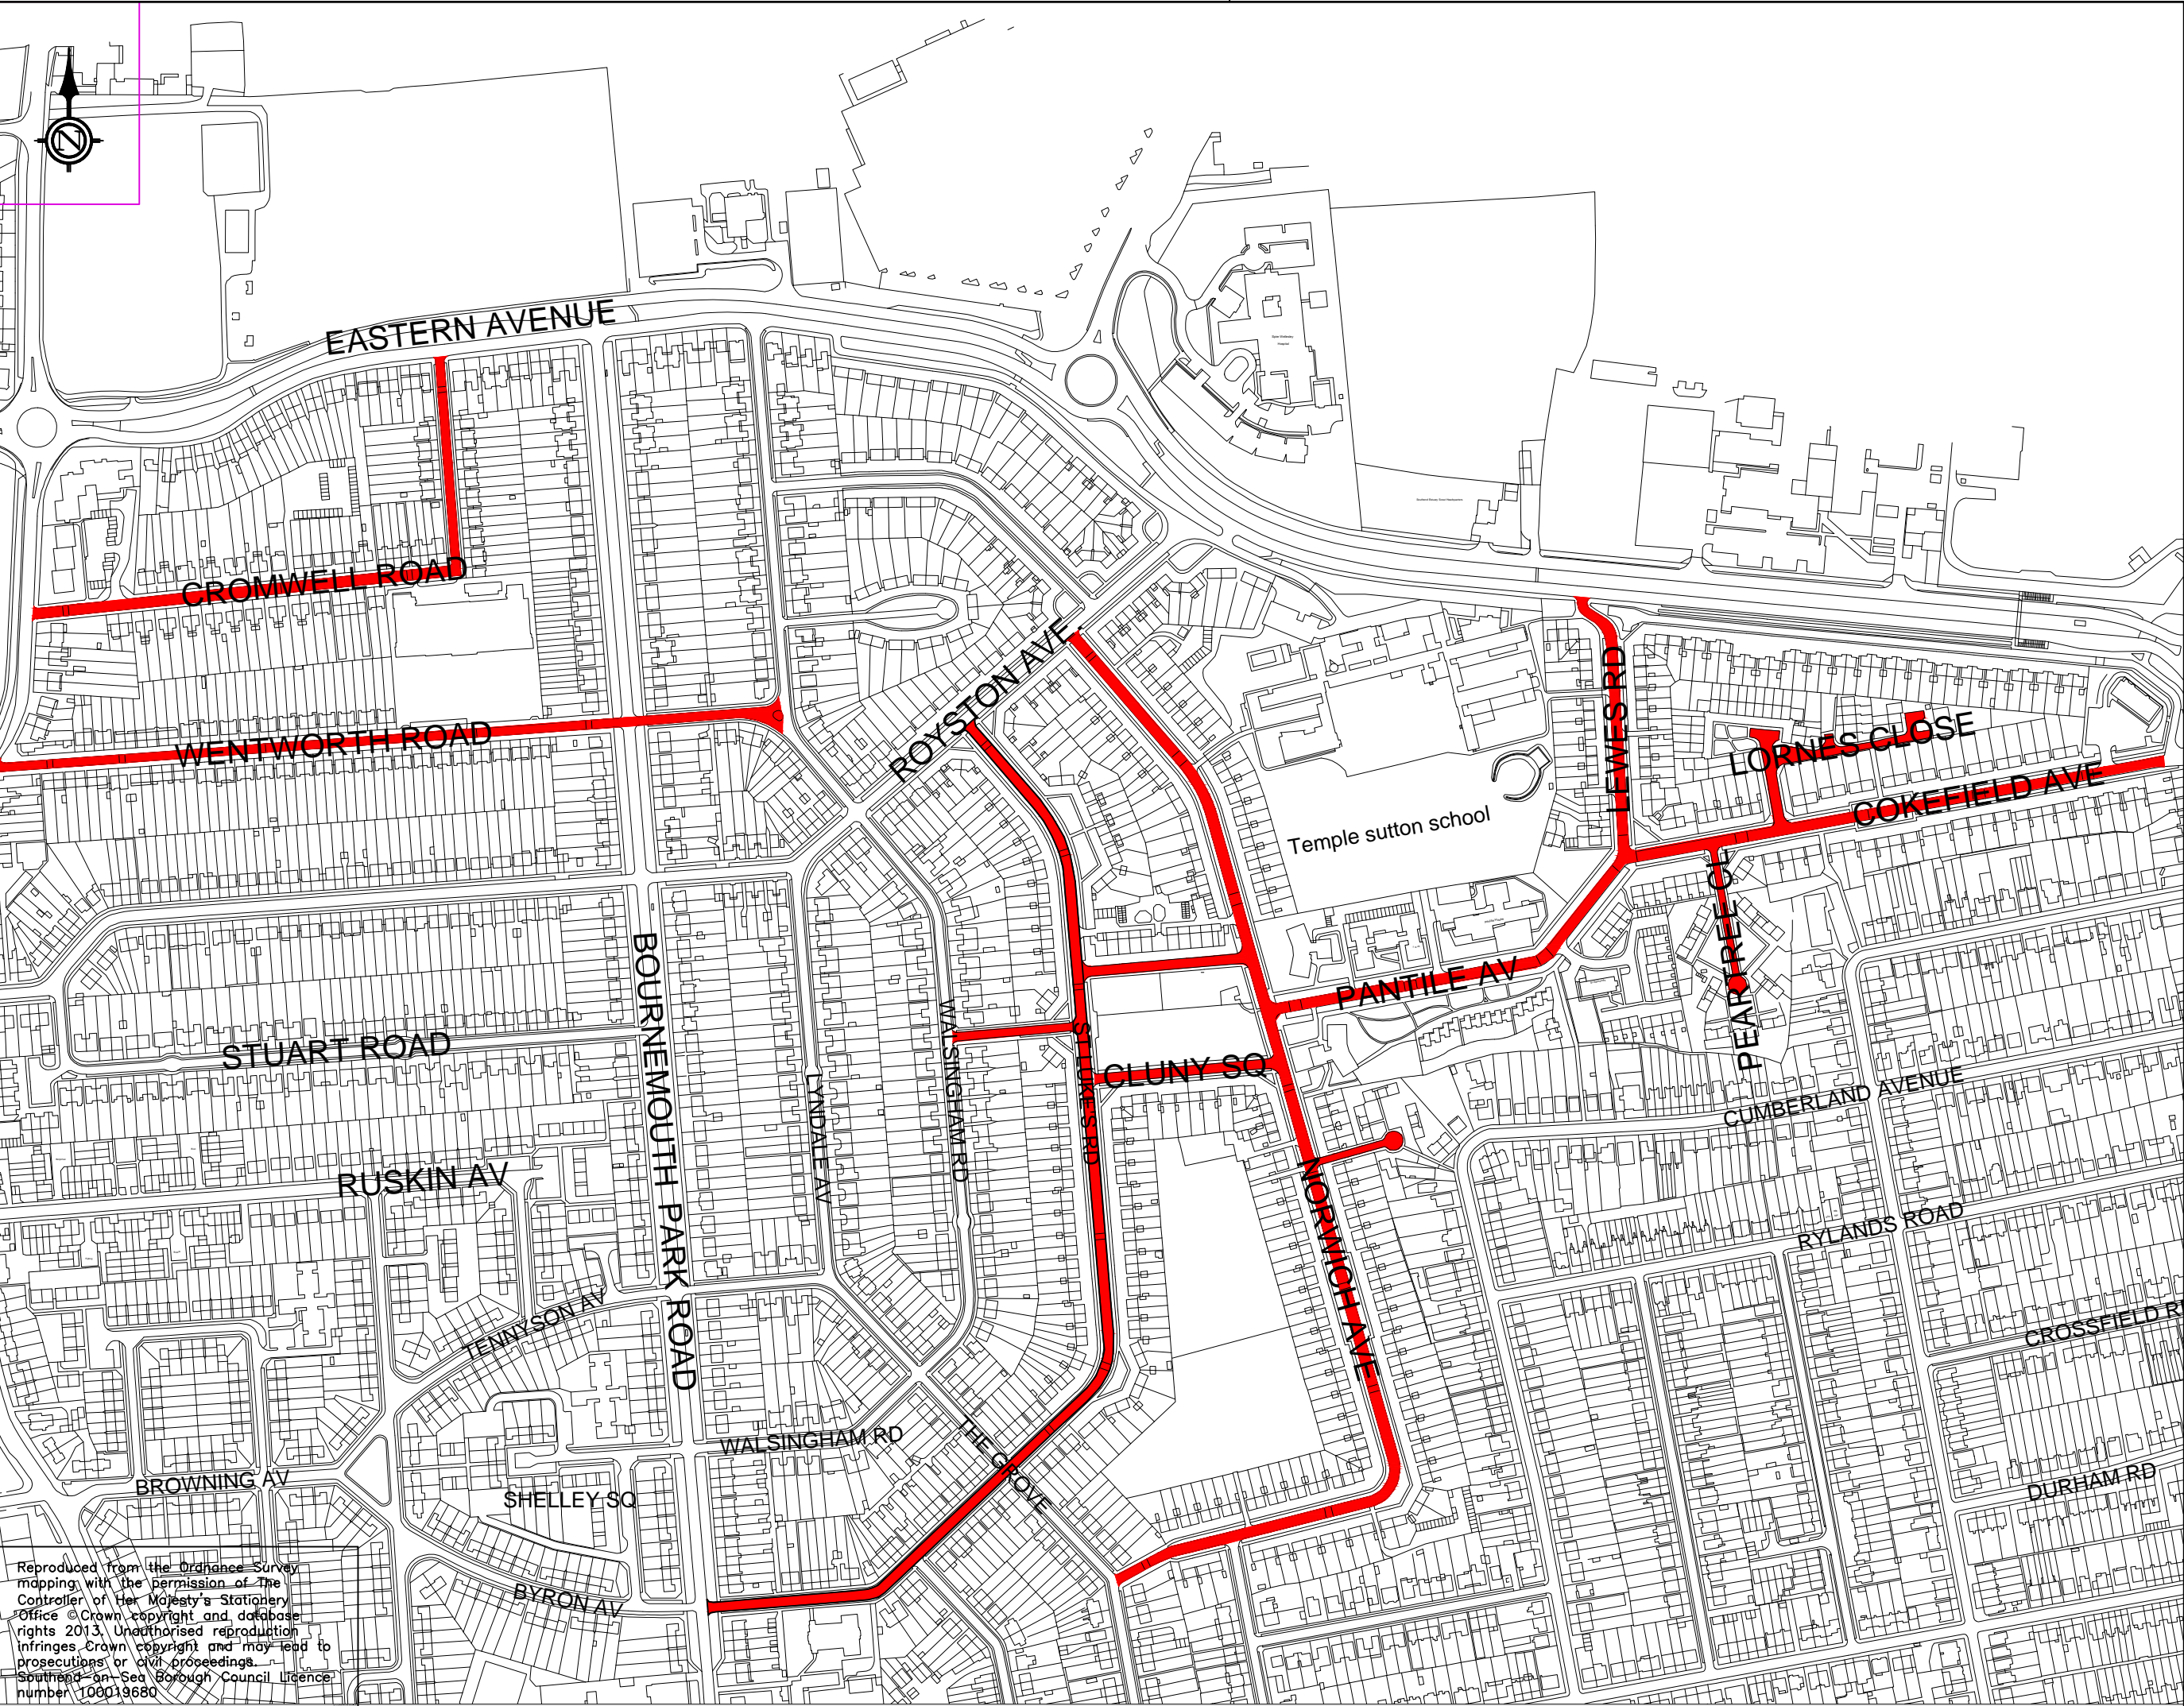 N
EASTERN AVENUE
CROMWELL ROAD
ROYSTON AVE.
LEWES RD
WENTWORTH ROAD
LORNES CLOSE
COKEFIELD AVE
Temple sutton school
PEARTREE CL
BOURNEMOUTH PARK ROAD
PANTILE AV
STUART ROAD
WALSINGHAM RD
ST LUKES RD
CLUNY SQ
LYNDALE AV
CUMBERLAND AVENUE
RUSKIN AV
NORWICH AVE
RYLANDS ROAD
TENNYSON AV
CROSSFIELD R
WALSINGHAM RD
THE GROVE
BROWNING AV
SHELLEY SQ
DURHAM RD
BYRON AV
Reproduced from the Ordnance Survey
mapping with the permission of The
Controller of Her Majesty's Stationery
Office © Crown copyright and database
rights 2013. Unauthorised reproduction
infringes Crown copyright and may lead to
prosecutions or civil proceedings.
Southend-on-Sea Borough Council Licence
number 100019680